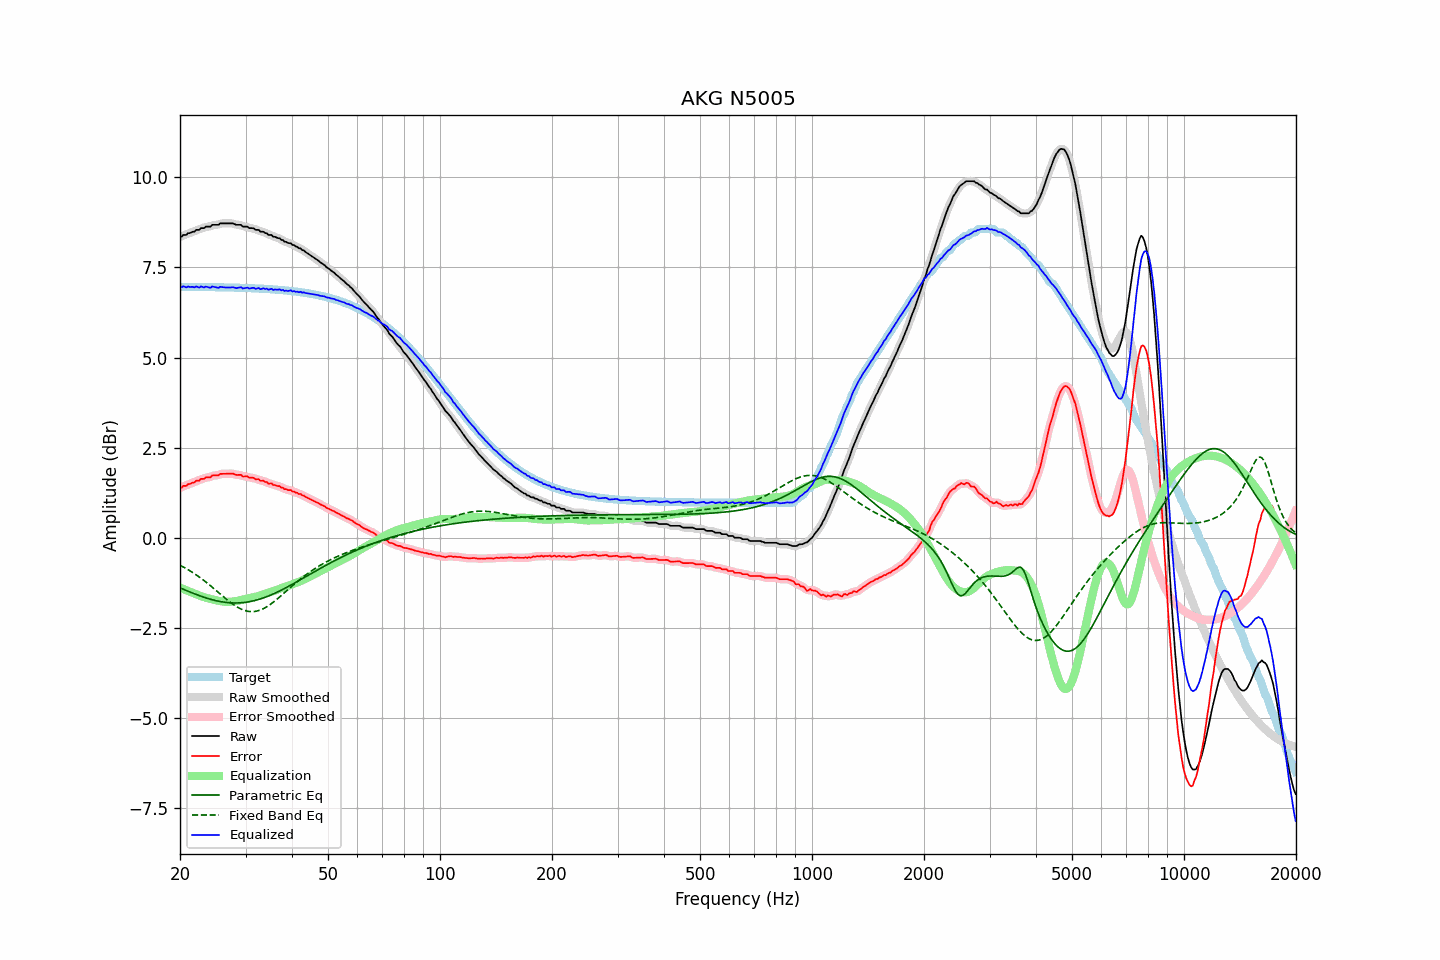 AKG N5005
Amplitude (dBr)
10.0
7.5
5.0
2.5
0.0
−2.5
−5.0
−7.5
Target
Raw Smoothed
Error Smoothed
Raw
Error
Equalization
Parametric Eq
Fixed Band Eq
Equalized
20 50 100 200 500 1000 2000 5000 10000 20000
Frequency (Hz)